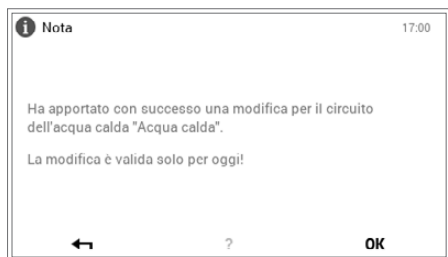 Nota
17:00
Ha apportato con successo una modifica per il circuito
dell'acqua calda "Acqua calda".
La modifica è valida solo per oggi!
?
OK